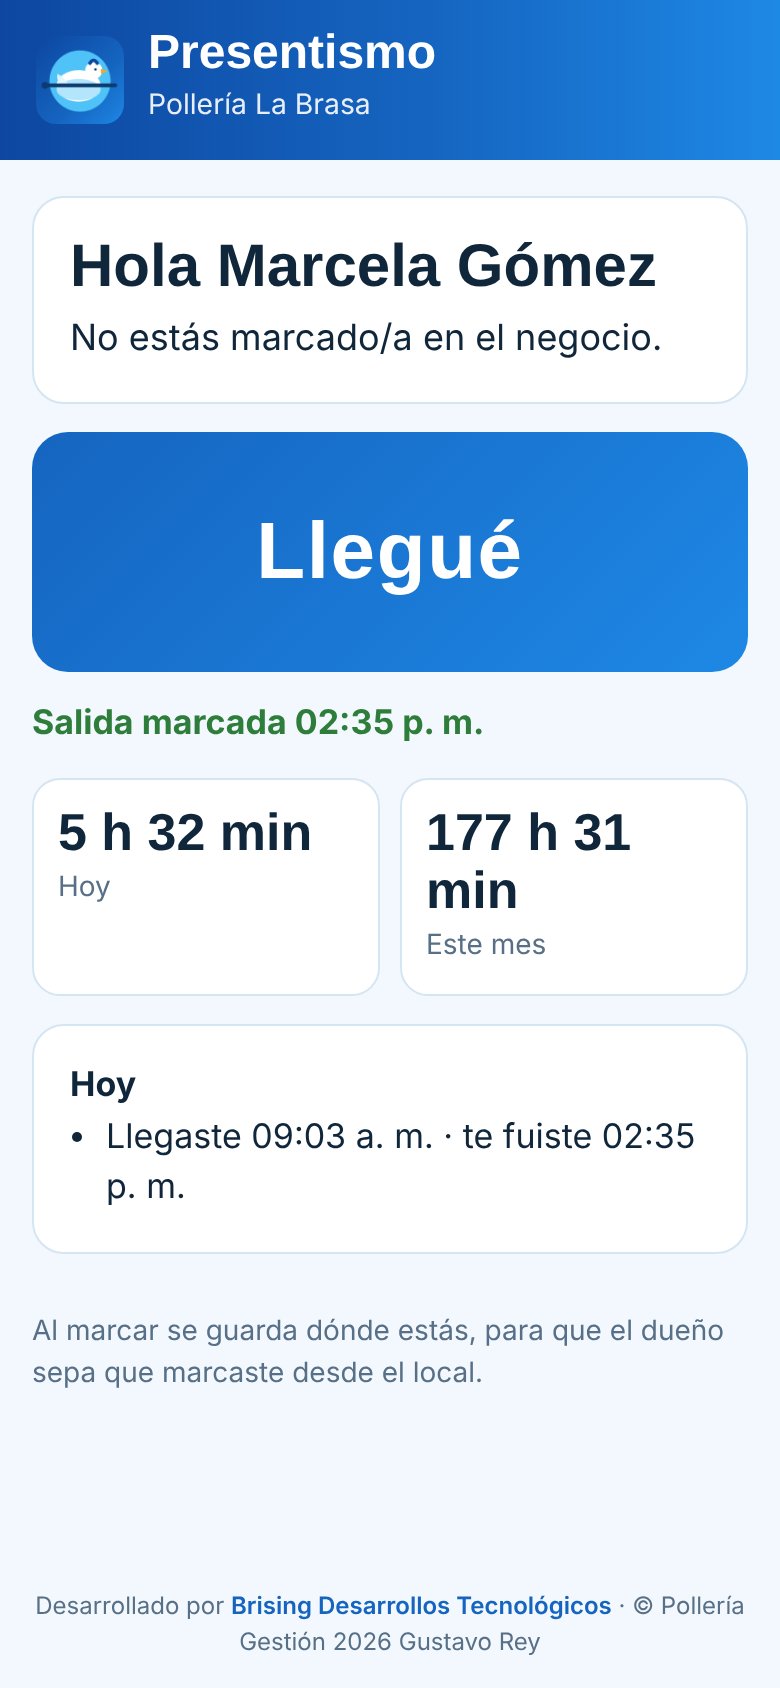 Presentismo
Pollería La Brasa
Hola Marcela Gómez
No estás marcado/a en el negocio.
Llegué
Salida marcada 02:35 p. m.
5 h 32 min
Hoy
177 h 31
min
Este mes
Hoy
• Llegaste 09:03 a. m. · te fuiste 02:35
p. m.
Al marcar se guarda dónde estás, para que el dueño
sepa que marcaste desde el local.
Desarrollado por Brising Desarrollos Tecnológicos · © Pollería
Gestión 2026 Gustavo Rey